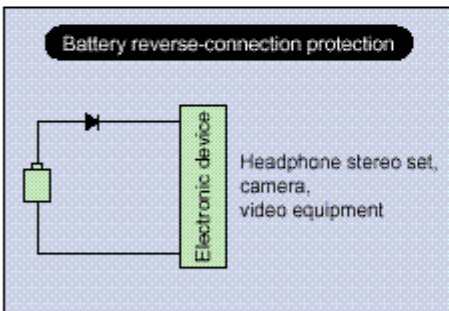 Battery reverse-connection protection
Electronic device
Headphone stereo set,
camera,
video equipment